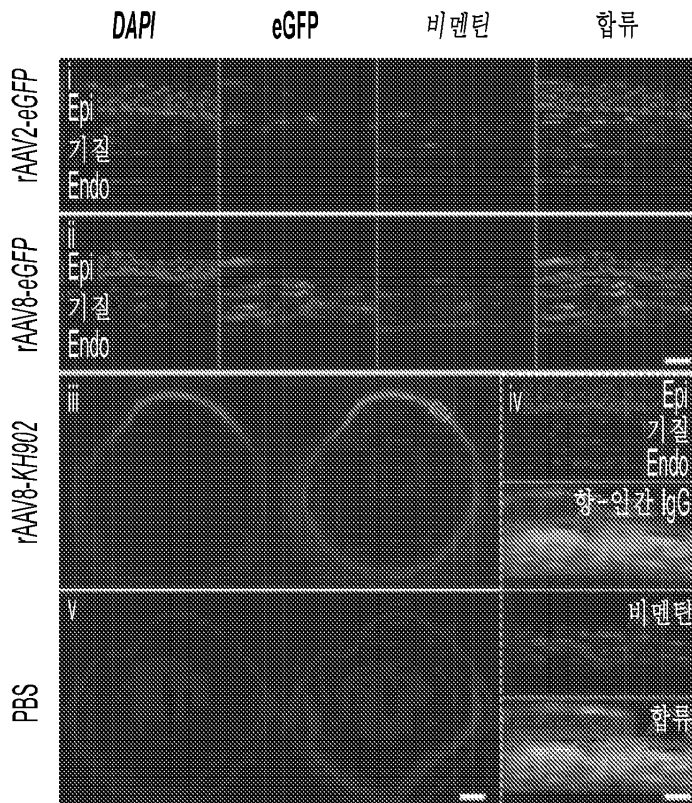 DAPI eGFP 비멘틴 합류
rAAV2-eGFP
i
Epi
기질
Endo
rAAV8-eGFP
ii
Epi
기질
Endo
rAAV8-KH902
iii
iv
Epi
기질
Endo
항-인간 IgG
PBS
v
비멘틴
합류